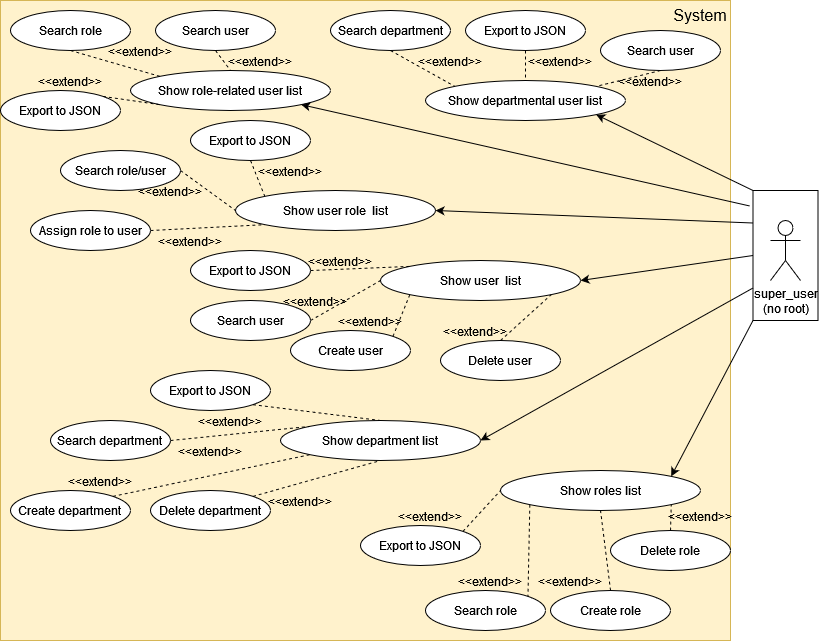 System
Search role
Search user
Search department
Export to JSON
Search user
<<extend>>
<<extend>>
<<extend>>
<<extend>>
<<extend>>
<<extend>>
Show role-related user list
Show departmental user list
Export to JSON
Export to JSON
<<extend>>
Search role/user
<<extend>>
Show user role  list
Assign role to user
<<extend>>
Export to JSON
<<extend>>
Show user  list
super_user
(no root)
<<extend>>
Search user
<<extend>>
<<extend>>
Create user
Delete user
Export to JSON
<<extend>>
Search department
Show department list
<<extend>>
<<extend>>
Create department
Delete department
<<extend>>
Show roles list
<<extend>>
<<extend>>
Export to JSON
Delete role
<<extend>>
<<extend>>
Search role
Create role